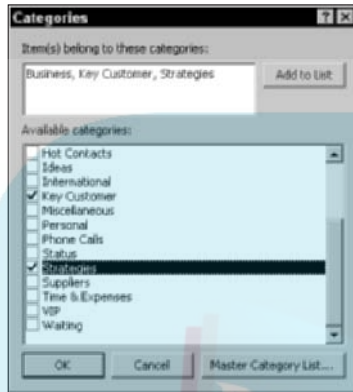 Categories
Item(s) belong to these categories:
Business, Key Customer, Strategies
Add to List
Available categories:
Hot Contacts
Ideas
International
Key Customer
Miscellaneous
Personal
Phone Calls
Status
Strategies
Suppliers
Time & Expenses
VIP
Waiting
OK
Cancel
Master Category List....